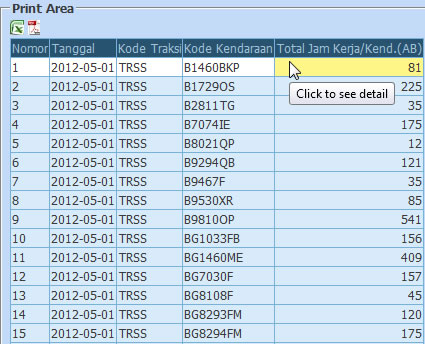 Print Area
Nomor Tanggal Kode Traksi Kode Kendaraan Total Jam Kerja/Kend.(AB)
1 2012-05-01 TRSS B1460BKP 81
2 2012-05-01 TRSS B1729OS 225
Click to see detail
3 2012-05-01 TRSS B2811TG 35
4 2012-05-01 TRSS B7074IE 175
5 2012-05-01 TRSS B8021QP 12
6 2012-05-01 TRSS B9294QB 121
7 2012-05-01 TRSS B9467F 35
8 2012-05-01 TRSS B9530XR 85
9 2012-05-01 TRSS B9810OP 541
10 2012-05-01 TRSS BG1033FB 156
11 2012-05-01 TRSS BG1460ME 409
12 2012-05-01 TRSS BG7030F 157
13 2012-05-01 TRSS BG8108F 45
14 2012-05-01 TRSS BG8293FM 120
15 2012-05-01 TRSS BG8294FM 175